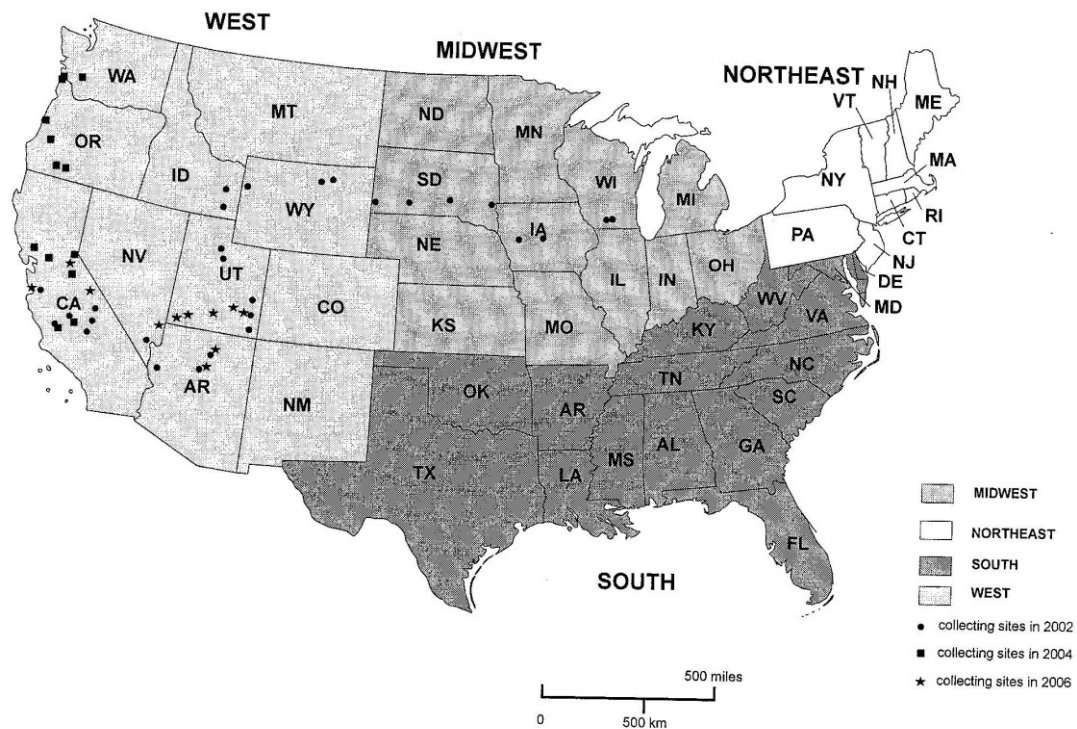 WEST
MIDWEST
NORTHEAST
NH
VT
ME
WA
MT
ND
MN
OR
MA
ID
SD
WI
NY
MI
WY
RI
IA
PA
CT
NE
NV
UT
OH
NJ
IL
IN
DE
CO
WV
MD
CA
KS
MO
VA
KY
NC
AR
TN
NM
OK
AR
SC
MS
AL
GA
TX
LA
FL
SOUTH
MIDWEST
NORTHEAST
SOUTH
WEST
collecting sites in 2002
collecting sites in 2004
collecting sites in 2006
500 miles
0
500 km